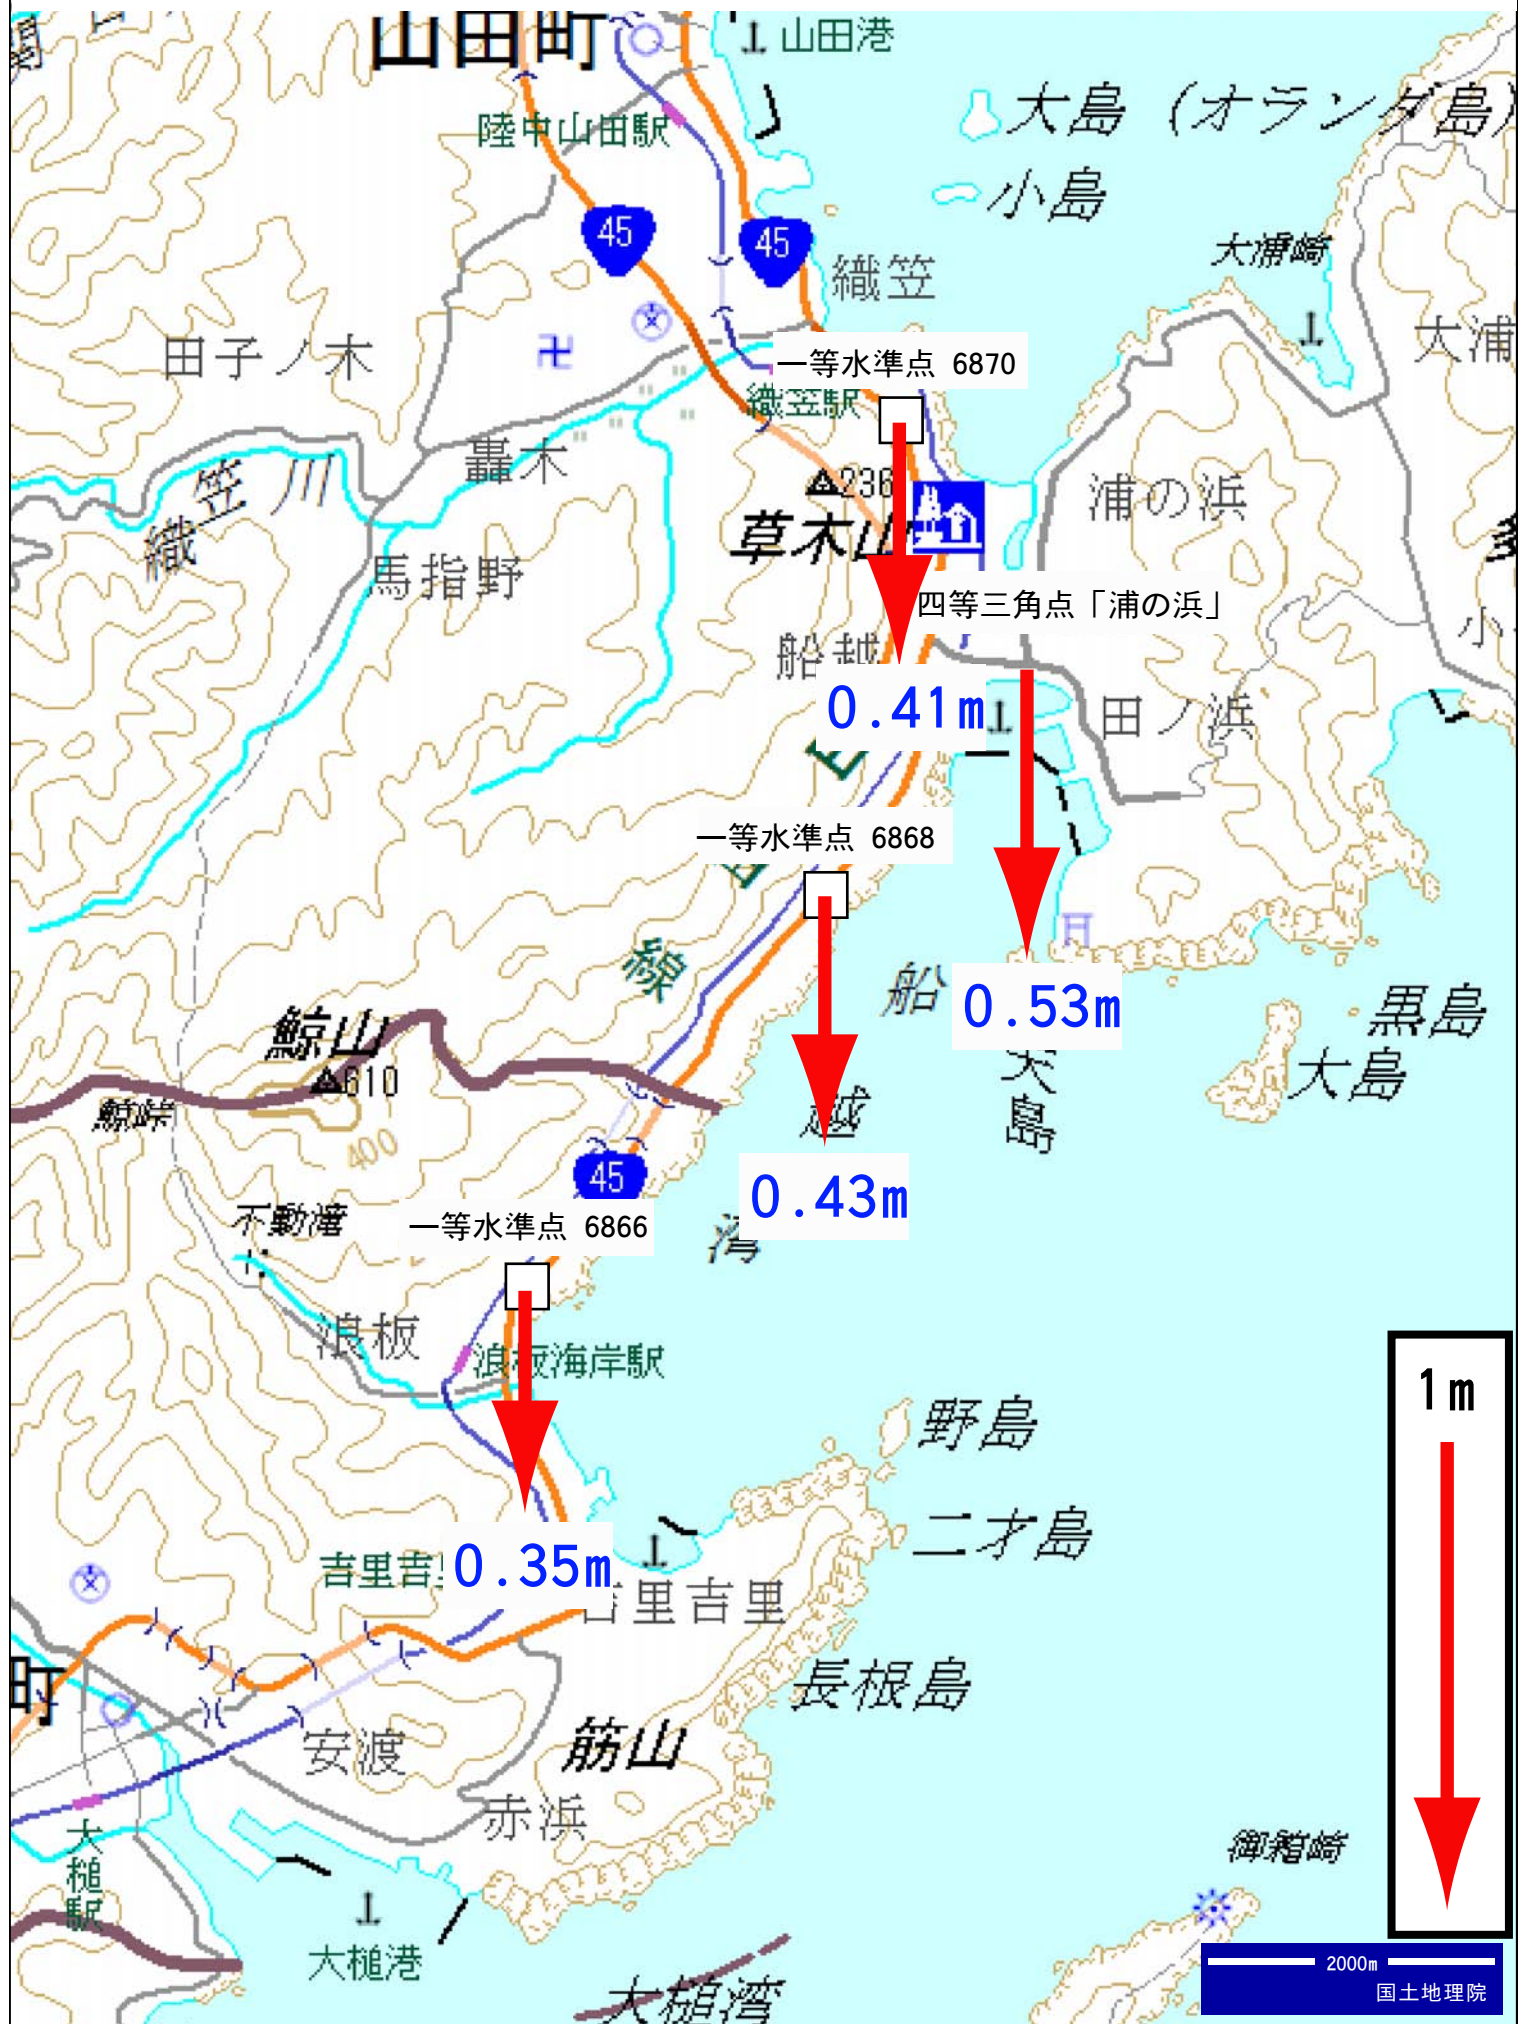 山田町
山田港
大島（オランダ島）
陸中山田駅
小島
45
45
大浦崎
織笠
田子ノ木
大浦
一等水準点 6870
織笠駅
轟木
織笠川
236
浦の浜
草木山
馬指野
四等三角点「浦の浜」
船越
小
0.41m
田ノ浜
一等水準点 6868
線
船越湾
0.53m
黒島
大島
鯨山
610
鯨峠
400
島
45
0.43m
不動滝
一等水準点 6866
浪板
浪板海岸駅
1m
野島
二才島
吉里吉
0.35m
吉里吉里
町
長根島
安渡
筋山
赤浜
大槌駅
御箱崎
大槌港
大槌湾
2000m
国土地理院